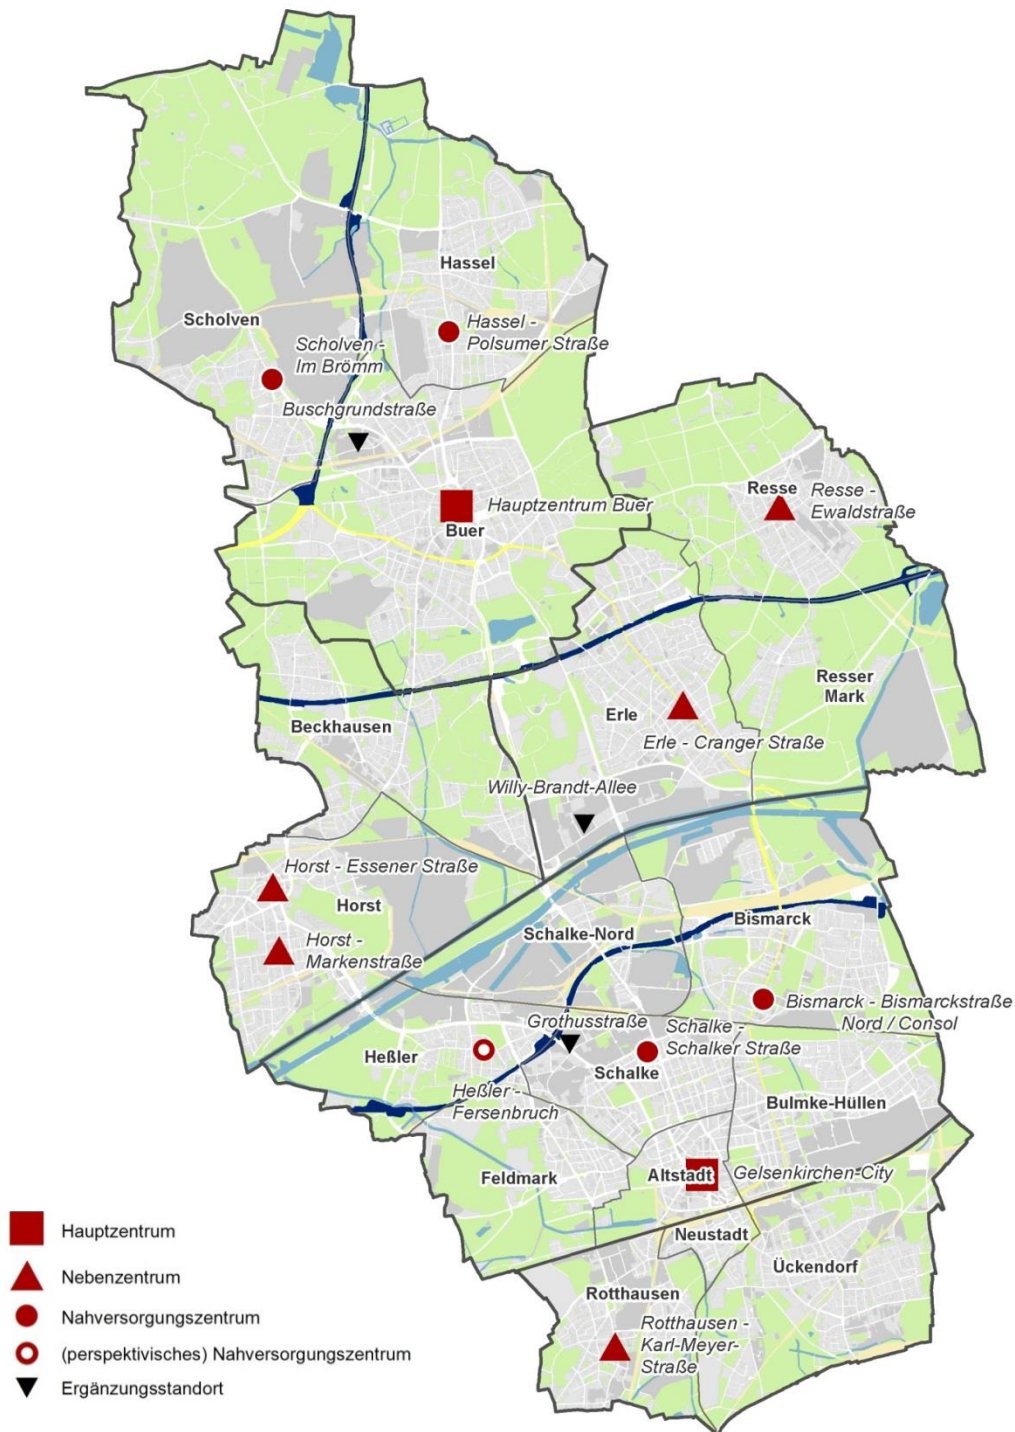 Hassel
Scholven
Hassel -
Polsumer Straße
Scholven -
Im Brömm
Buschgrundstraße
Resse
Resse -
Ewaldstraße
Hauptzentrum Buer
Buer
Resser
Mark
Erle
Beckhausen
Erle - Cranger Straße
Willy-Brandt-Allee
Horst - Essener Straße
Horst
Bismarck
Schalke-Nord
Horst -
Markenstraße
Bismarck - Bismarckstraße
Nord / Consol
Grothusstraße
Schalke -
Schalker Straße
Heßler
Schalke
Heßler -
Fersenbruch
Bulmke-Hüllen
Feldmark
Altstadt
Gelsenkirchen-City
Neustadt
Ückendorf
Rotthausen
Rotthausen -
Karl-Meyer-
Straße
Hauptzentrum
Nebenzentrum
Nahversorgungszentrum
(perspektivisches) Nahversorgungszentrum
Ergänzungsstandort